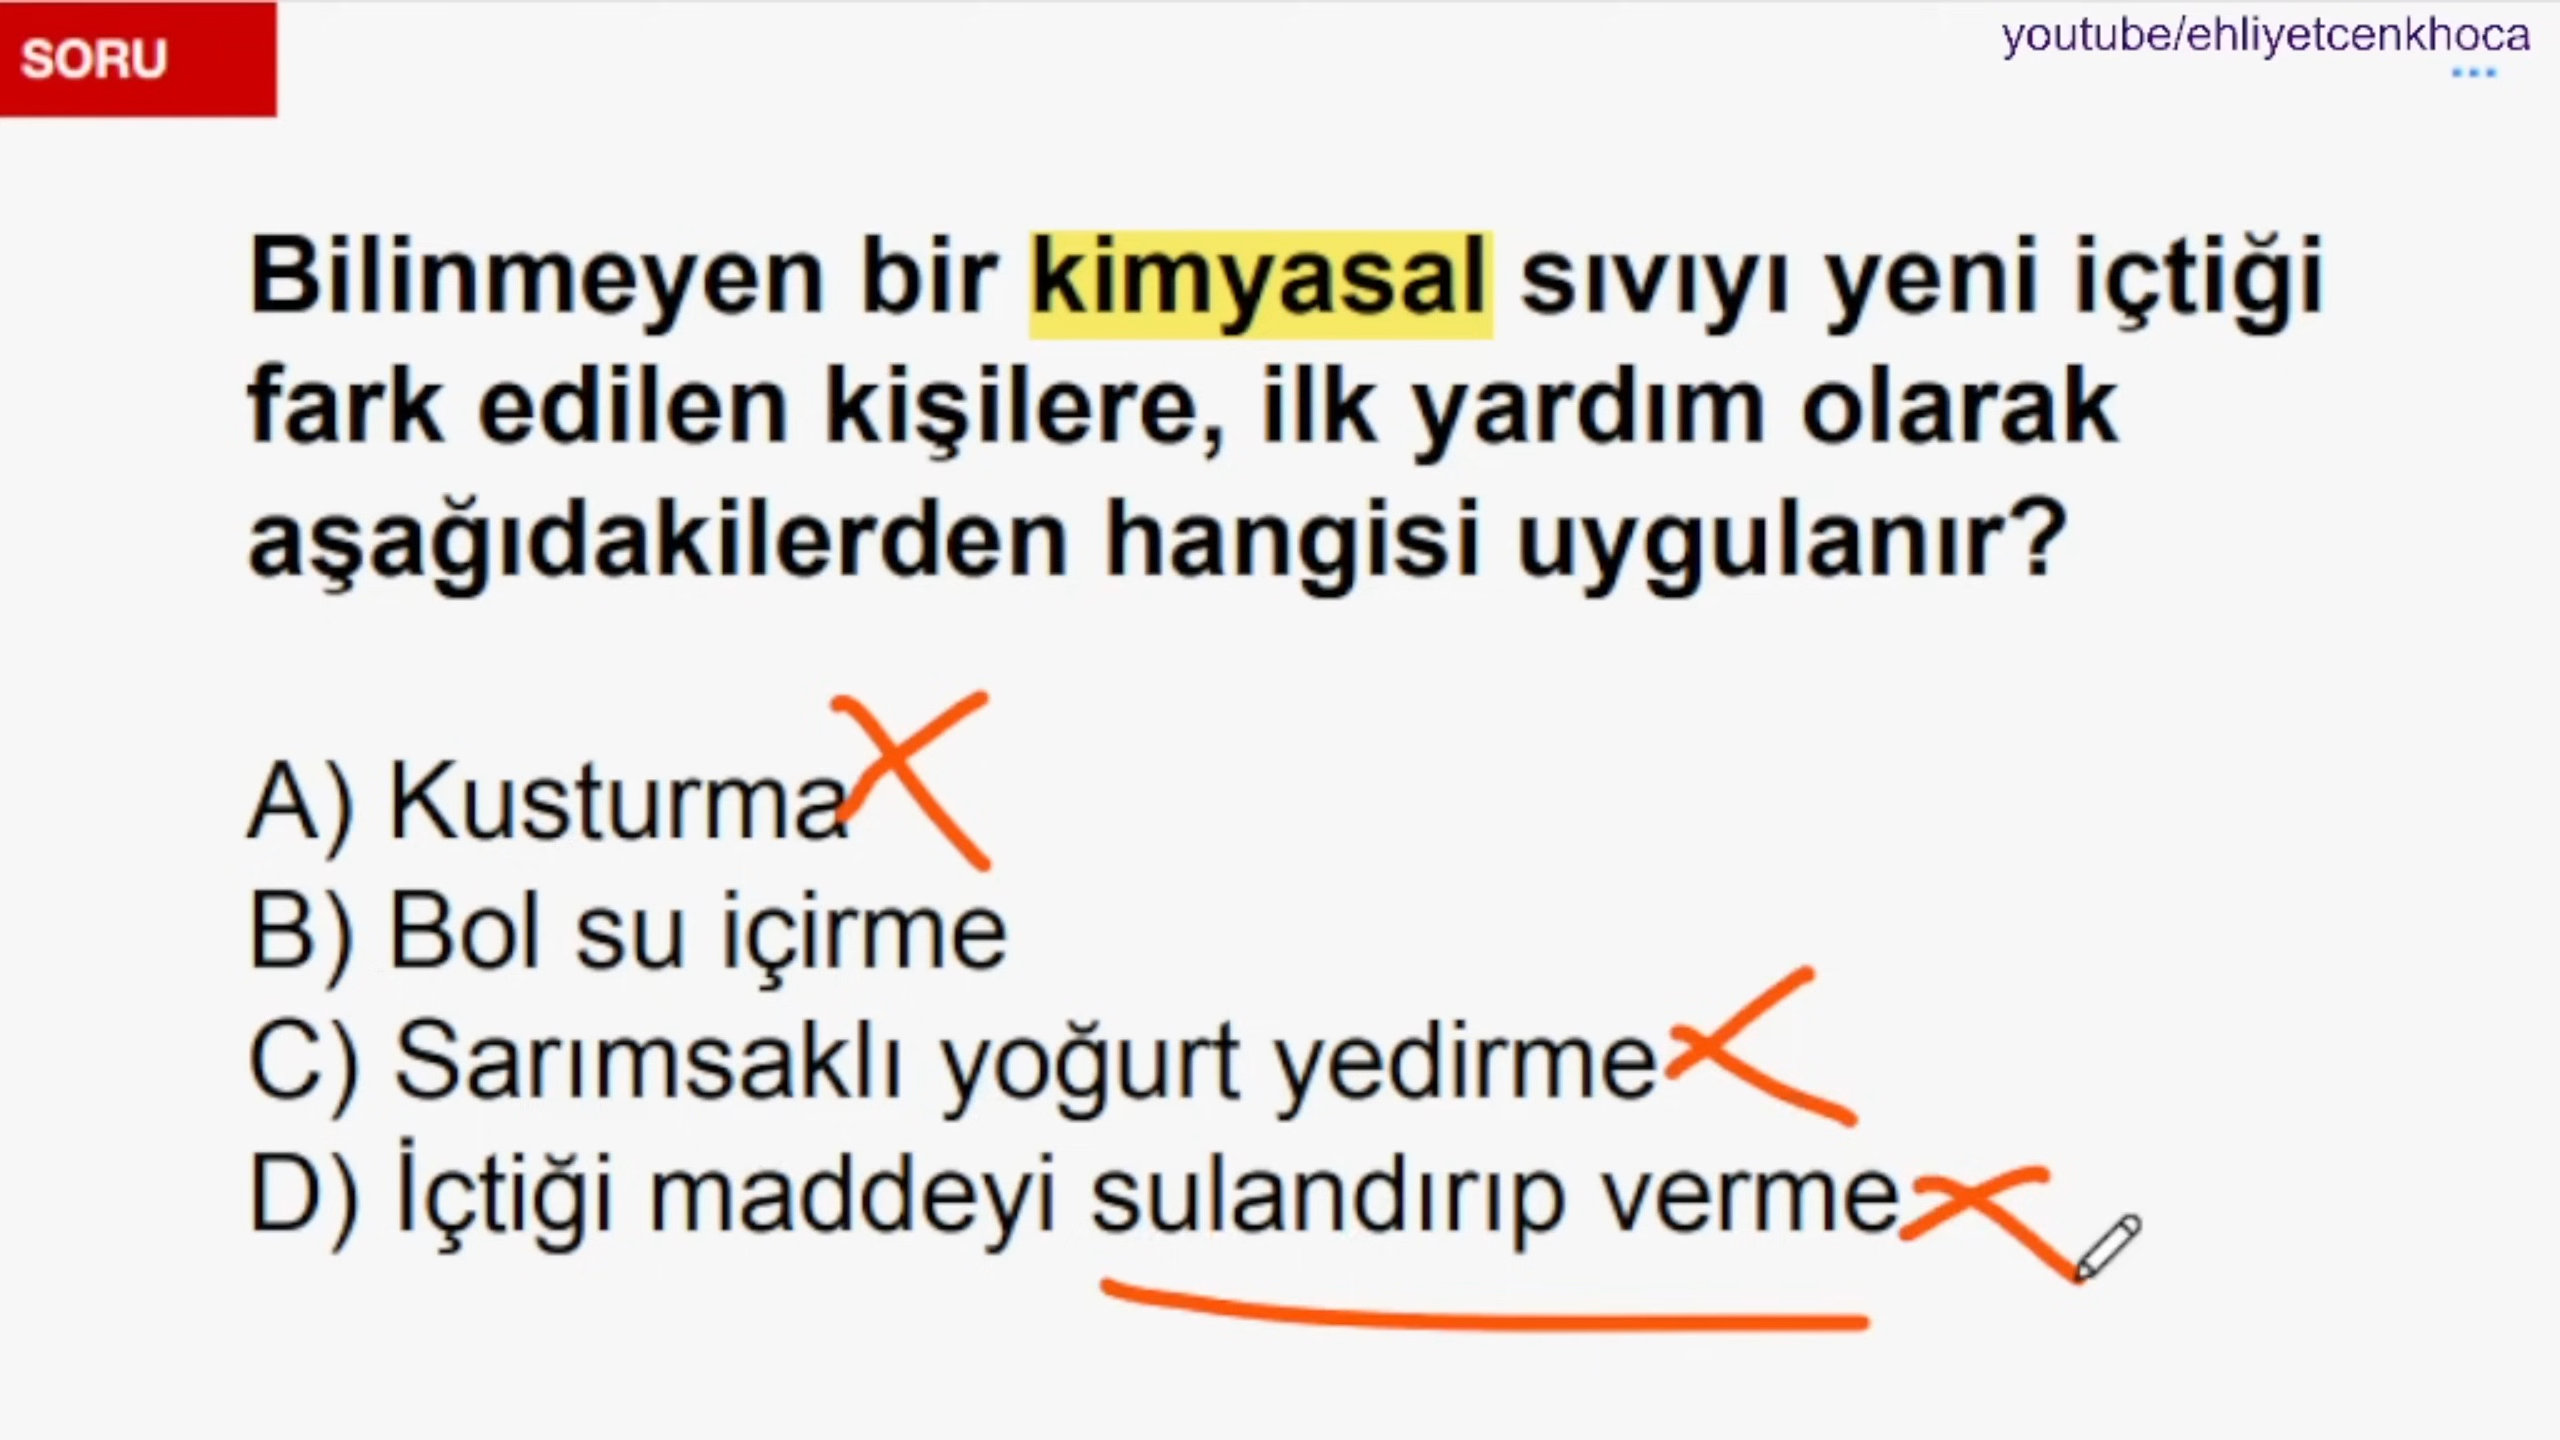 SORU
youtube/ehliyetcenkhoca
Bilinmeyen bir kimyasal sıvıyı yeni içtiği
fark edilen kişilere, ilk yardım olarak
aşağıdakilerden hangisi uygulanır?
A) Kusturma
B) Bol su içirme
C) Sarımsaklı yoğurt yedirme
D) İçtiği maddeyi sulandırıp verme